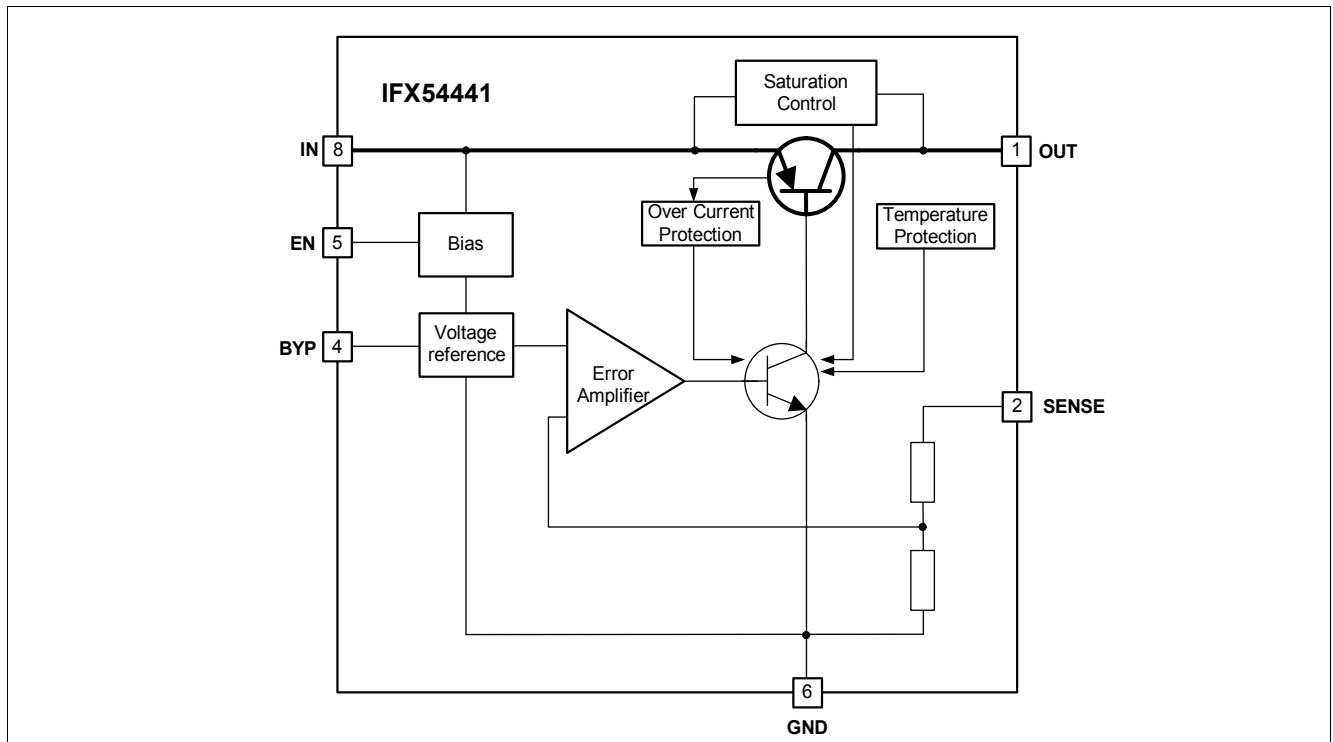 IFX54441
Saturation
Control
IN 8
1 OUT
Over Current
Protection
Temperature
Protection
EN 5
Bias
BYP 4
Voltage
reference
Error
Amplifier
2 SENSE
6
GND